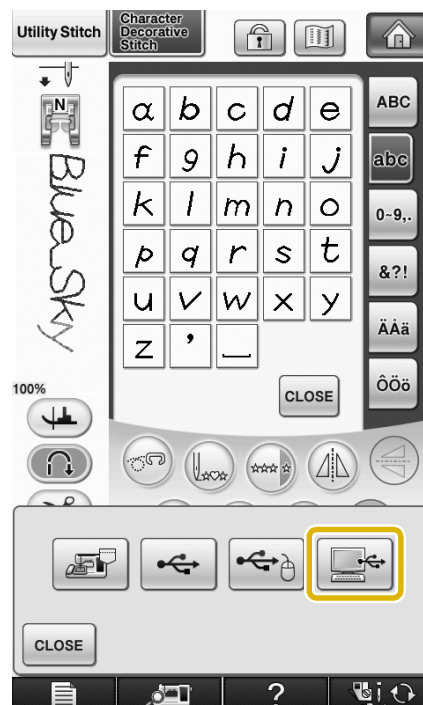 Utility Stitch
Character
Decorative
Stitch
N
Blue_Sky
a b c d e
f g h i j
k l m n o
p q r s t
u v w x y
z ' _
ABC
abc
0~9,.
&?!
ÄÅä
ÔÖö
CLOSE
100%
CLOSE
?